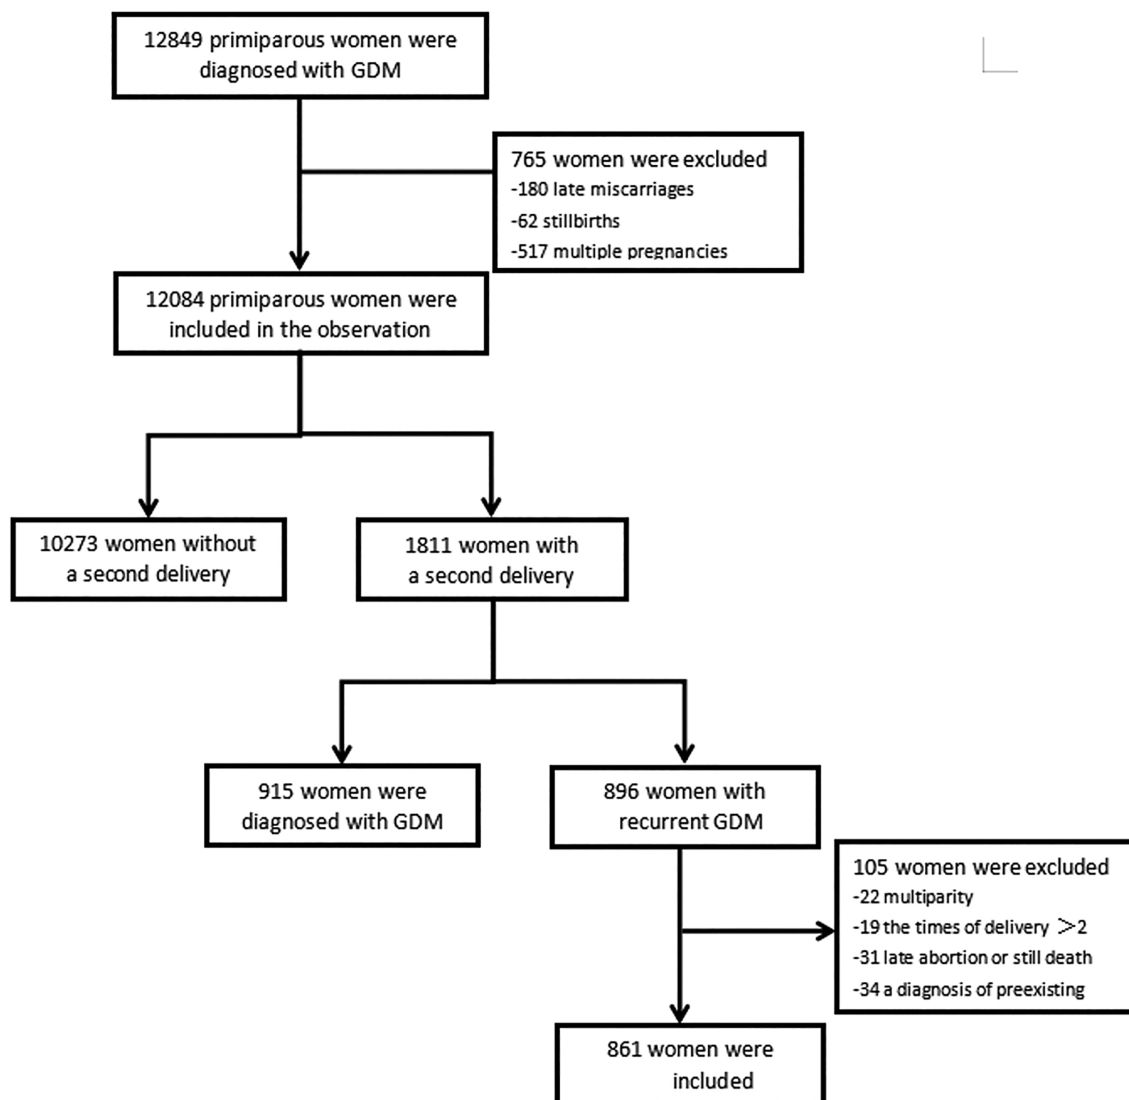 12849 primiparous women were
diagnosed with GDM
765 women were excluded
-180 late miscarriages
-62 stillbirths
-517 multiple pregnancies
12084 primiparous women were
included in the observation
10273 women without
a second delivery
1811 women with
a second delivery
915 women were
diagnosed with GDM
896 women with
recurrent GDM
105 women were excluded
-22 multiparity
-19 the times of delivery >2
-31 late abortion or still death
-34 a diagnosis of preexisting
861 women were
included